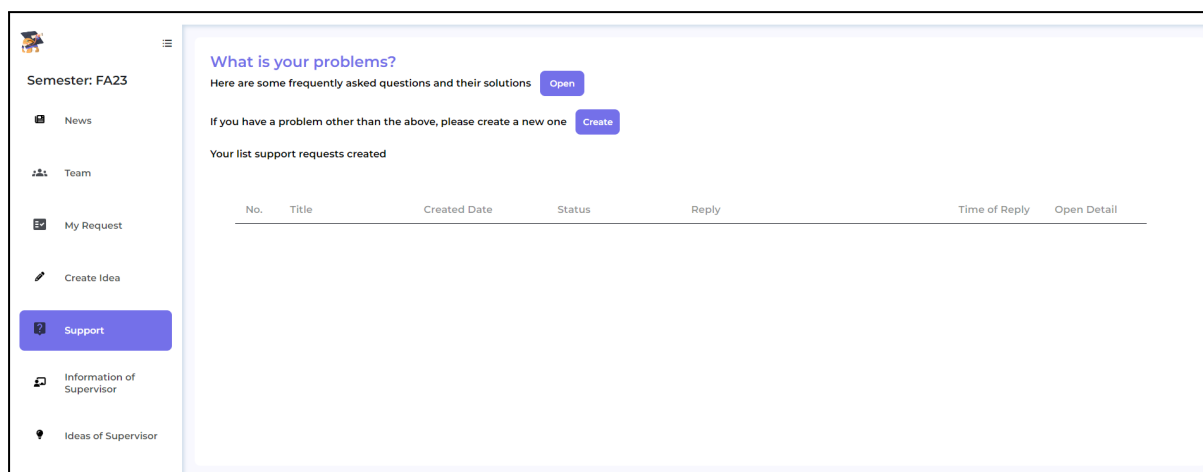 Semester: FA23
News
Team
My Request
Create Idea
Support
Information of
Supervisor
Ideas of Supervisor
What is your problems?
Here are some frequently asked questions and their solutions Open
If you have a problem other than the above, please create a new one Create
Your list support requests created
No. Title Created Date Status Reply Time of Reply Open Detail